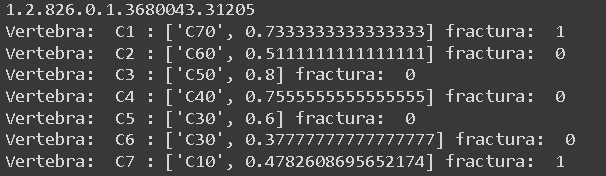 1.2.826.0.1.3680043.31205
Vertebra:  C1 : ['C70', 0.7333333333333333] fractura:  1
Vertebra:  C2 : ['C60', 0.5111111111111111] fractura:  0
Vertebra:  C3 : ['C50', 0.8] fractura:  0
Vertebra:  C4 : ['C40', 0.7555555555555555] fractura:  0
Vertebra:  C5 : ['C30', 0.6] fractura:  0
Vertebra:  C6 : ['C30', 0.37777777777777777] fractura:  0
Vertebra:  C7 : ['C10', 0.4782608695652174] fractura:  1